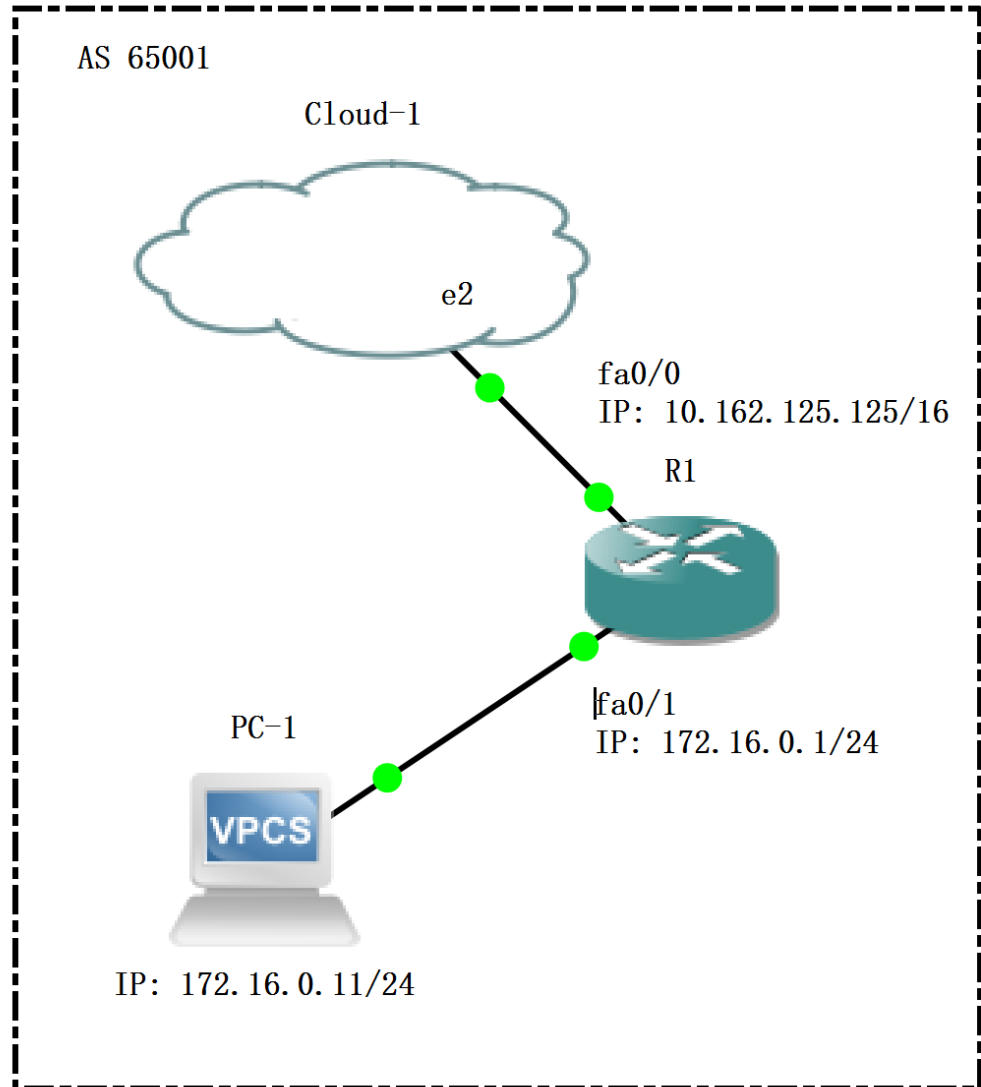 AS 65001
Cloud-1
e2
fa0/0
IP: 10.162.125.125/16
R1
fa0/1
IP: 172.16.0.1/24
PC-1
VPCS
IP: 172.16.0.11/24